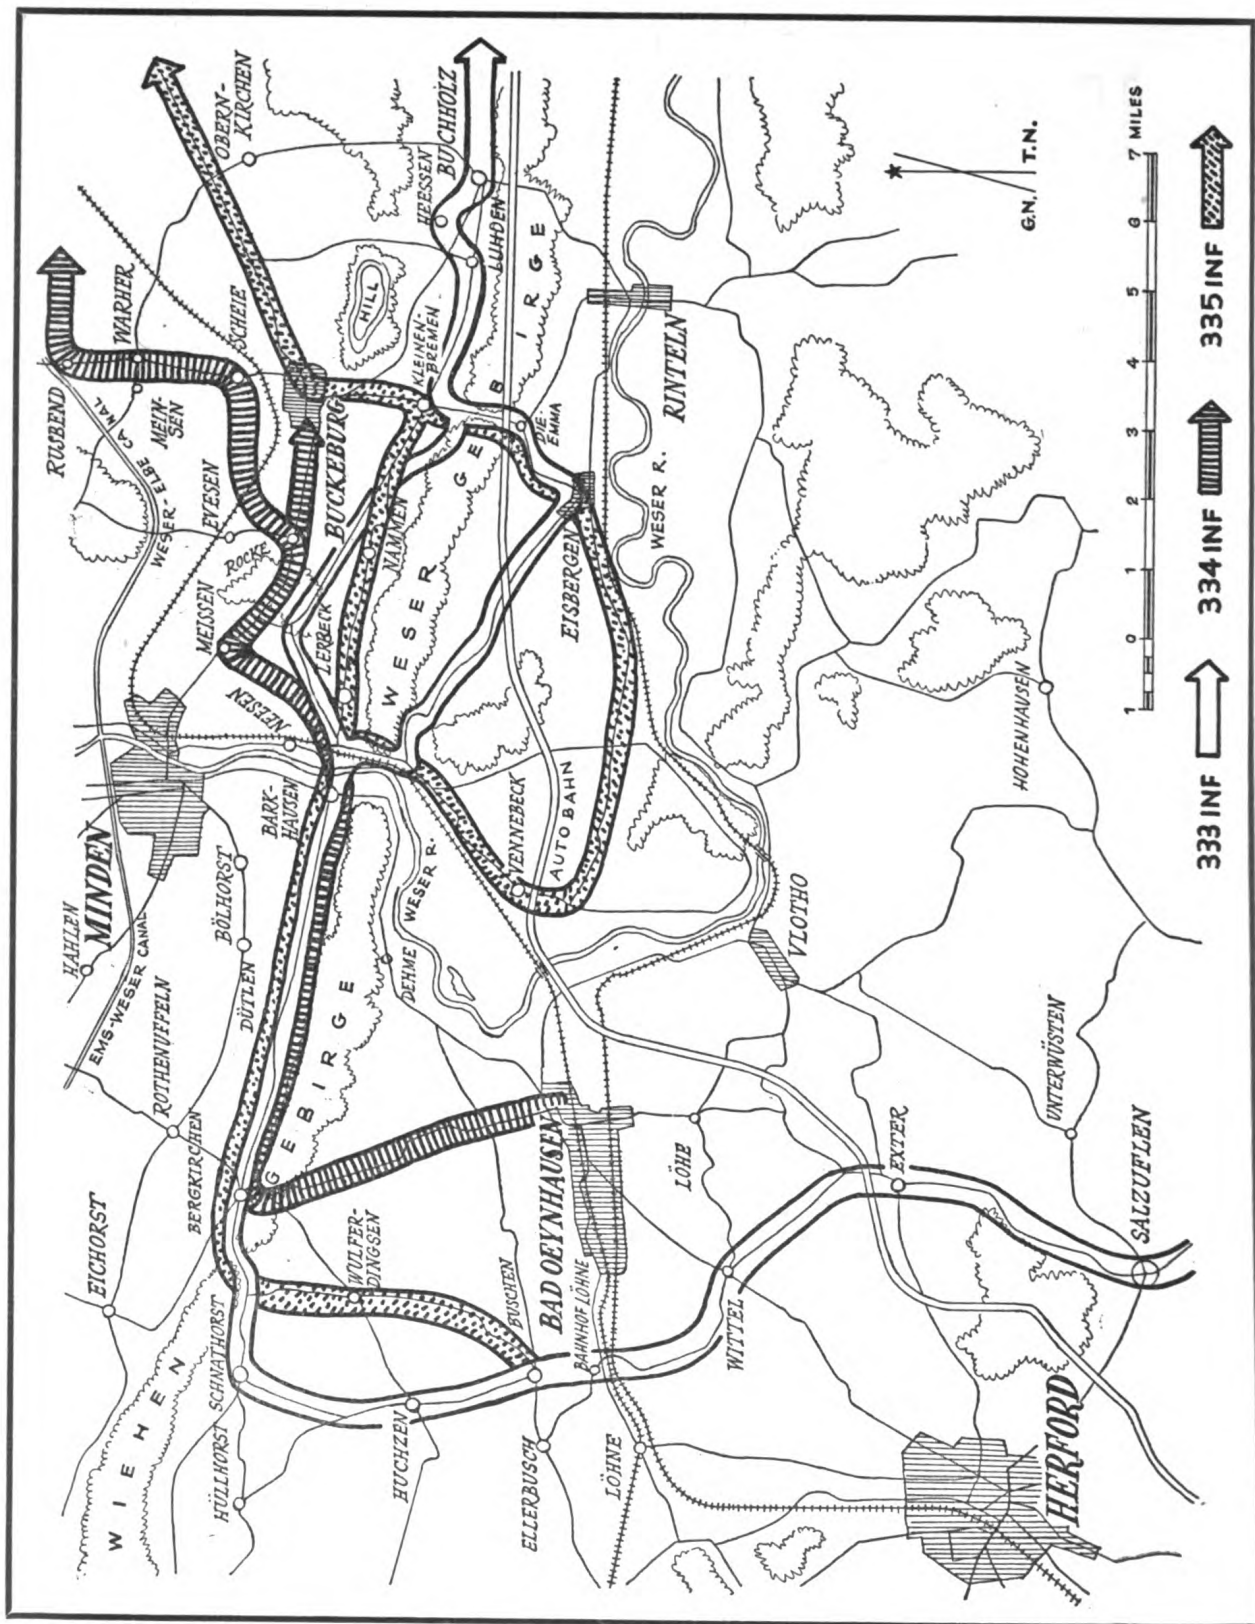 WIEHEN
GEBIRGE
EICHORST
ROTHENUFFELN
HAHLEN
MINDEN
EMS-WESER CANAL
WESER-ELBE CANAL
RUSBEND
WARHER
MEIN-
SEN
SCHEIE
OBERN-
KIRCHEN
EVESEN
ROCKE
MEISSEN
NEESEN
LERBECK
BUCKEBURG
HILL
HEESSEN
BUCHHOLZ
KLEINEN-
BREMEN
LUHDEN
NAMMEN
WESER GE
BIRGE
DIE
EMMA
HÜLLHORST
SCHNATHORST
BERGKIRCHEN
DÜTLEN
BÖLHORST
BARK-
HAUSEN
HUCHZEN
WULFER-
DINGSEN
DEHME
WESER R.
VENNEBECK
AUTOBAHN
EISBERGEN
WESER R.
RINTELN
ELLERBUSCH
BUSCHEN
BAD OEYNHAUSEN
LÖHNE
BAHNHOF LÖHNE
LÖHE
WITTEL
VLOTHO
EXTER
HERFORD
SALZUFLEN
UNTERWÜSTEN
HOHENHAUSEN
G.N.
T.N.
1 0 1 2 3 4 5 6 7 MILES
333 INF
334 INF
335 INF